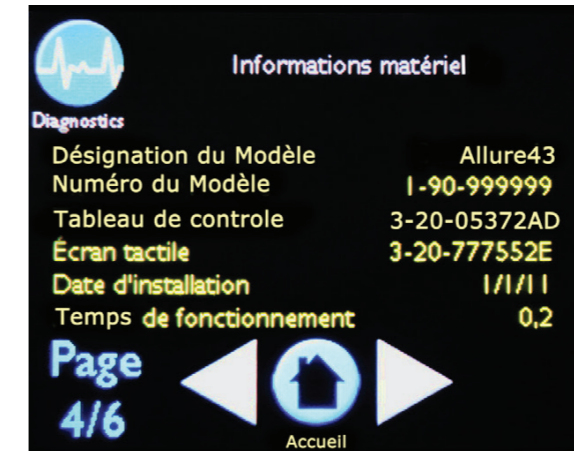 Informations matériel
Diagnostics
Désignation du Modèle Allure43
Numéro du Modèle 1-90-999999
Tableau de controle 3-20-05372AD
Écran tactile 3-20-777552E
Date d'installation 1/1/11
Temps de fonctionnement 0,2
Page
4/6
Accueil